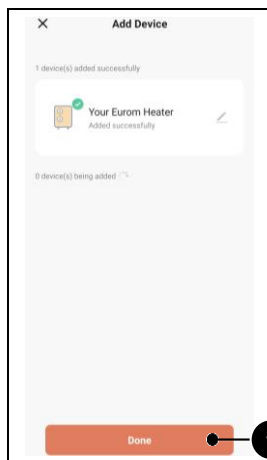 Add Device
1 device(s) added successfully
Your Eurom Heater
Added successfully
0 device(s) being added
Done